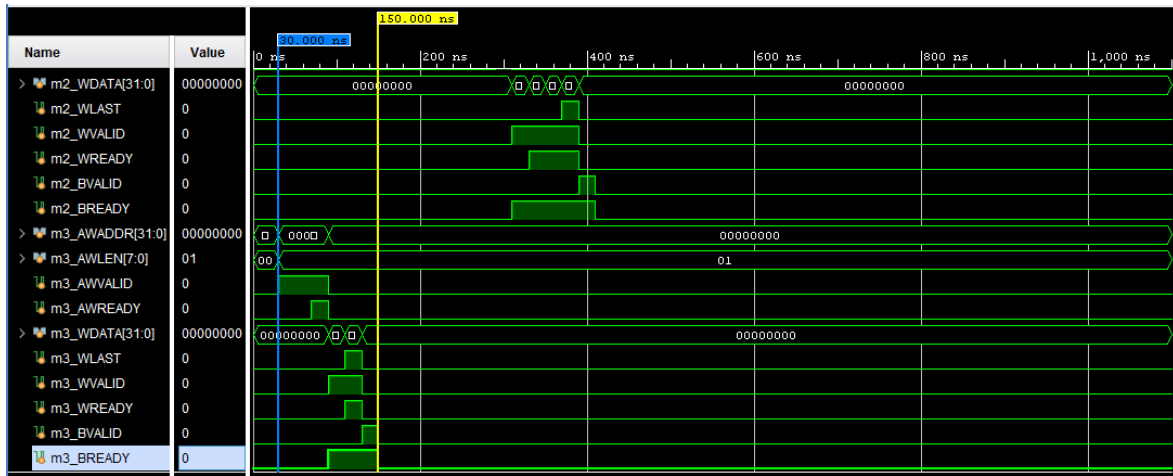 150.000 ns
30.000 ns
Name Value
0 ns 200 ns 400 ns 600 ns 800 ns 1,000 ns
m2_WDATA[31:0] 00000000 00000000 00000000
m2_WLAST 0
m2_WVALID 0
m2_WREADY 0
m2_BVALID 0
m2_BREADY 0
m3_AWADDR[31:0] 00000000 000 00000000
m3_AWLEN[7:0] 01 00 01
m3_AWVALID 0
m3_AWREADY 0
m3_WDATA[31:0] 00000000 00000000 00000000
m3_WLAST 0
m3_WVALID 0
m3_WREADY 0
m3_BVALID 0
m3_BREADY 0